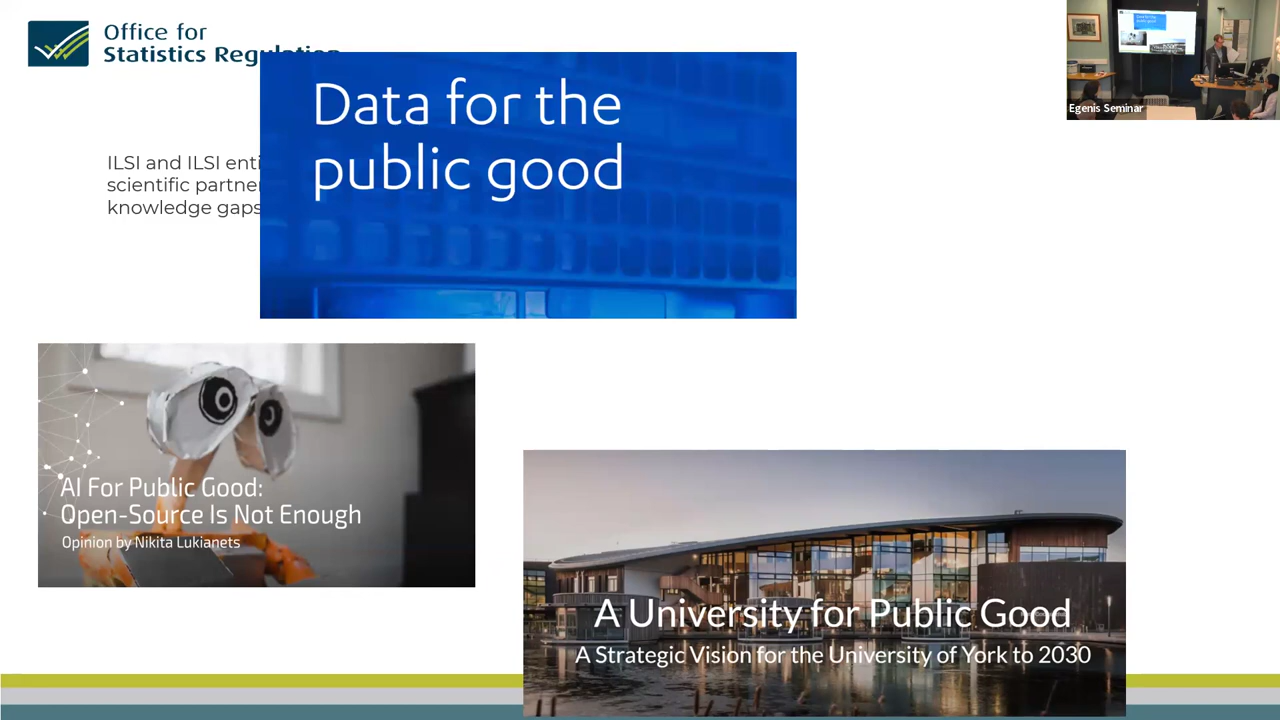 Office for
Statistics Regulation
Egenis Seminar
Data for the
public good
ILSI and ILSI enti
scientific partner
knowledge gaps
AI For Public Good:
Open-Source Is Not Enough
Opinion by Nikita Lukianets
A University for Public Good
A Strategic Vision for the University of York to 2030